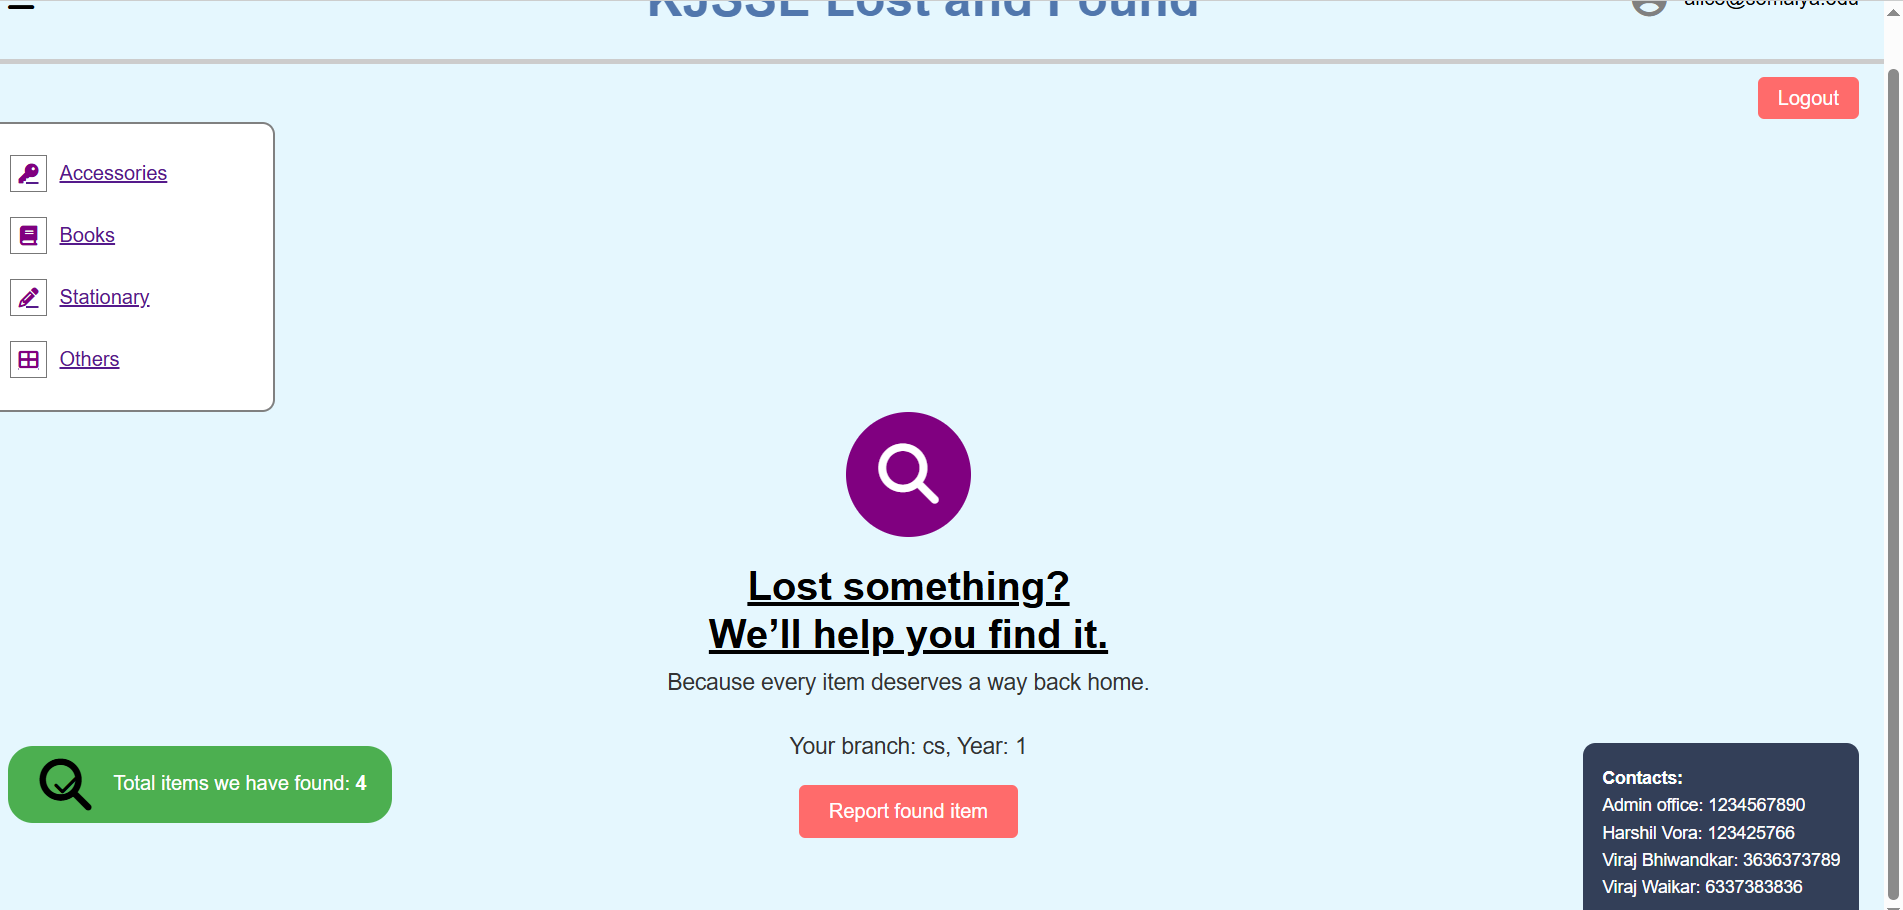 KJSSE Lost and Found
alice@somaiya.edu
Logout
Accessories
Books
Stationary
Others
Lost something?
We’ll help you find it.
Because every item deserves a way back home.
Your branch: cs, Year: 1
Report found item
Total items we have found: 4
Contacts:
Admin office: 1234567890
Harshil Vora: 123425766
Viraj Bhiwandkar: 3636373789
Viraj Waikar: 6337383836